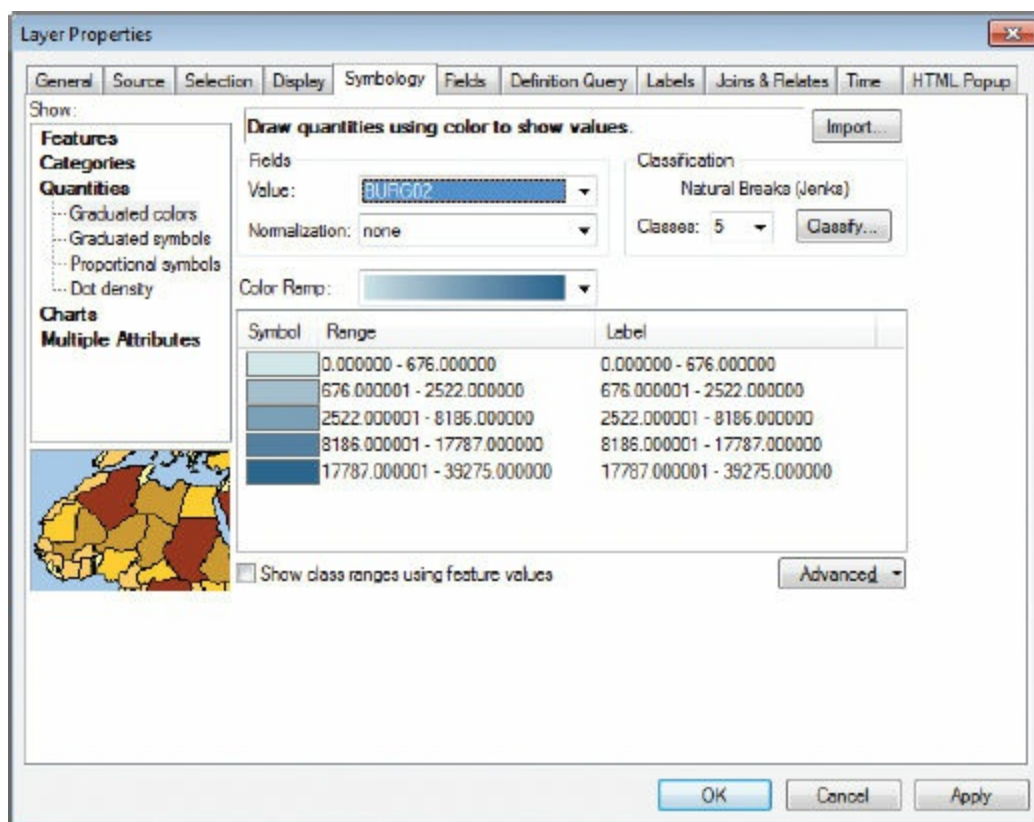 Layer Properties
General Source Selection Display Symbology Fields Definition Query Labels Joins & Relates Time HTML Popup
Show:
Features
Categories
Quantities
Graduated colors
Graduated symbols
Proportional symbols
Dot density
Charts
Multiple Attributes
Draw quantities using color to show values.
Import...
Fields
Value: BURG02
Normalization: none
Classification
Natural Breaks (Jenks)
Classes: 5 Classify...
Color Ramp:
Symbol Range Label
0.000000 - 676.000000 0.000000 - 676.000000
676.000001 - 2522.000000 676.000001 - 2522.000000
2522.000001 - 8186.000000 2522.000001 - 8186.000000
8186.000001 - 17787.000000 8186.000001 - 17787.000000
17787.000001 - 39275.000000 17787.000001 - 39275.000000
Show class ranges using feature values
Advanced
OK Cancel Apply